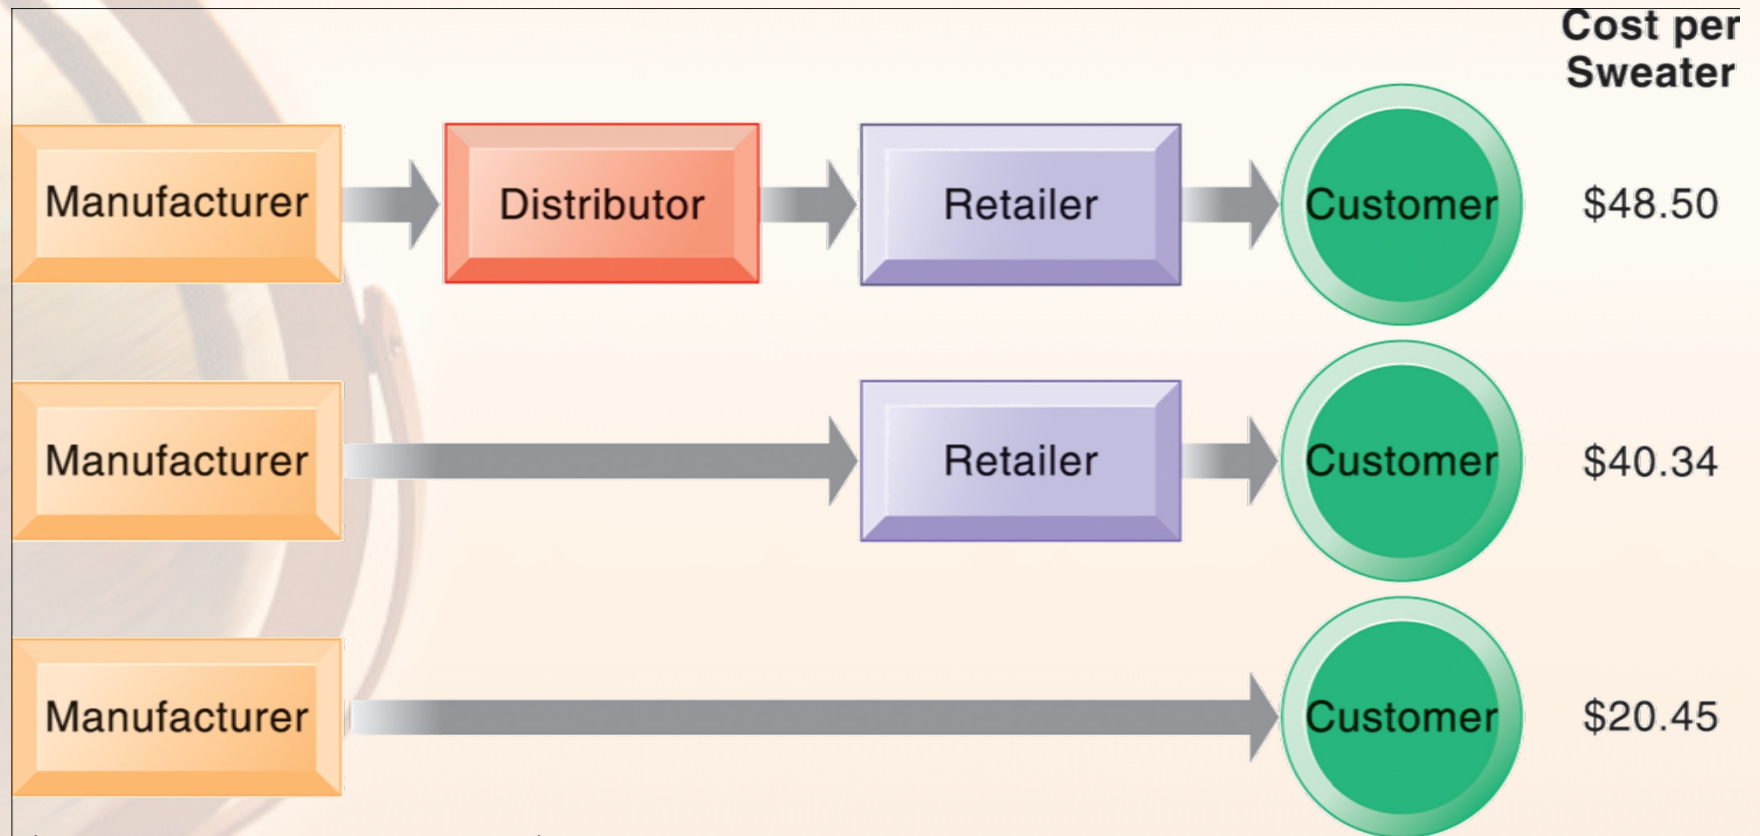 Cost per
Sweater
Manufacturer
Distributor
Retailer
Customer
$48.50
Manufacturer
Retailer
Customer
$40.34
Manufacturer
Customer
$20.45